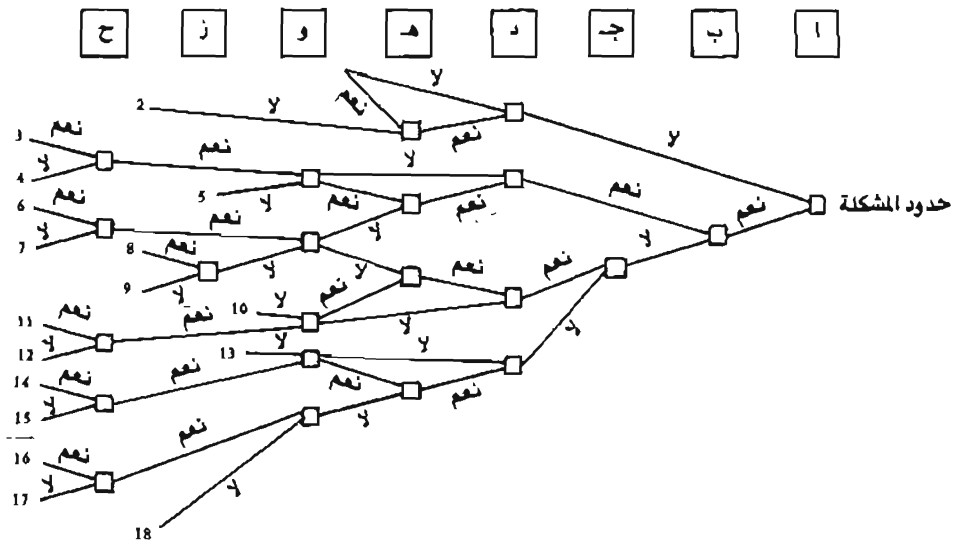 ا ب جـ د هـ و ز ح
لا
نعم لا 2
لا نعم نعم 3
لا نعم لا 4
نعم نعم لا 5
حدود المشكلة نعم نعم نعم 6
لا لا نعم لا 7
نعم 8
نعم نعم لا لا
نعم لا لا 9
لا 10
لا لا نعم نعم 11
لا لا لا 12
13
نعم نعم نعم 14
نعم لا لا 15
نعم
نعم 16
لا لا 17
18